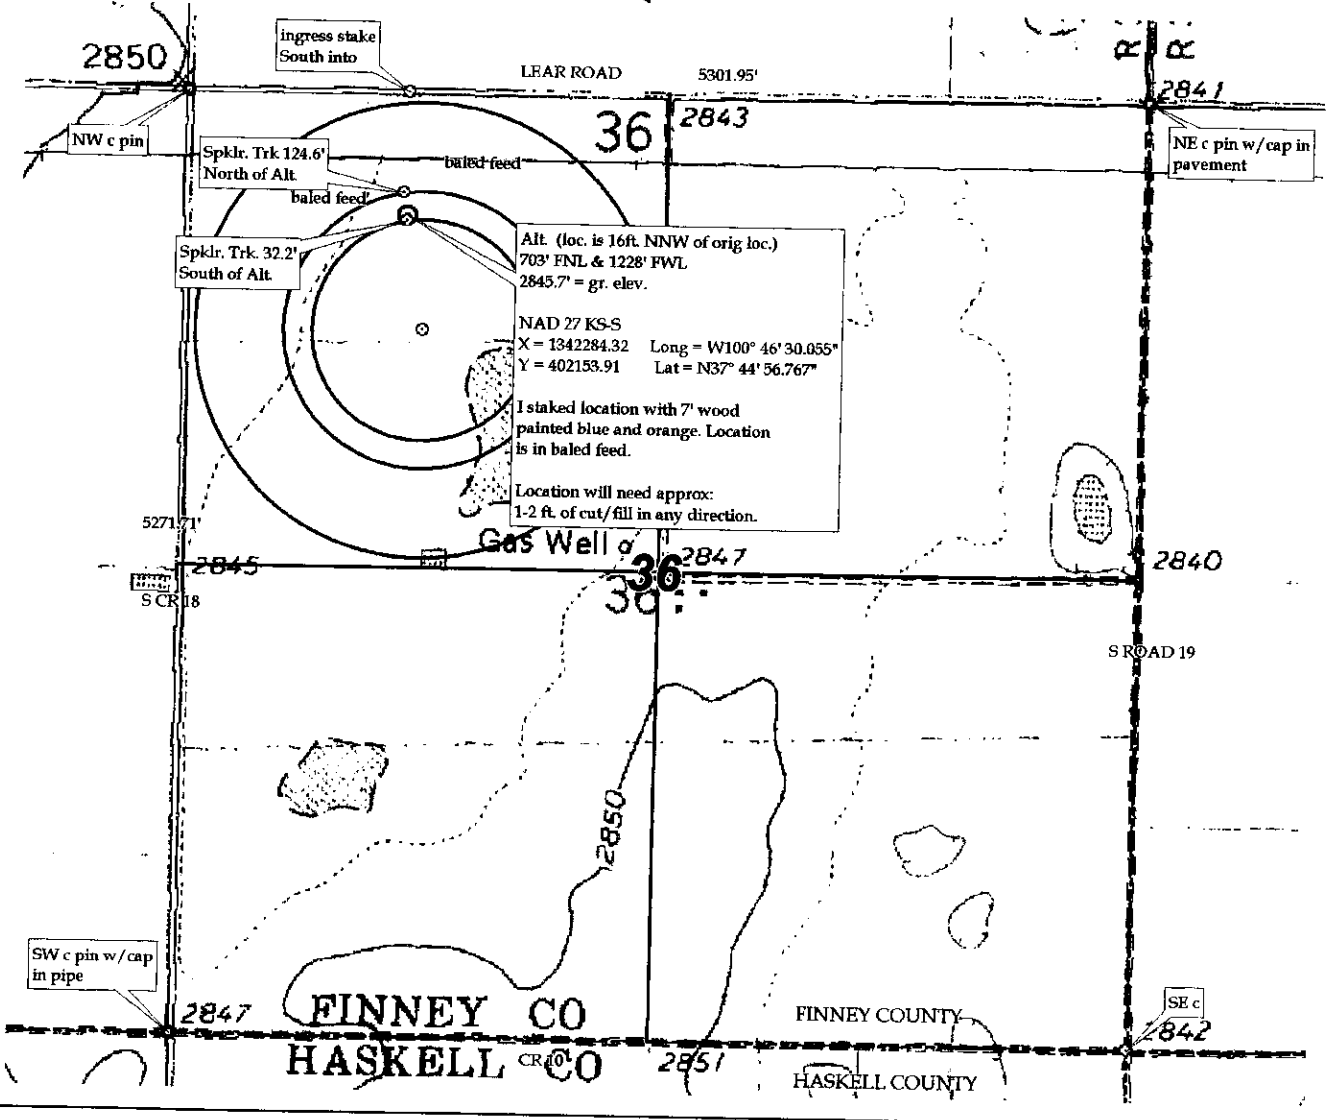 ingress stake
South into
2850
LEAR ROAD
5301.95'
R R
2841
NW c pin
36
2843
NE c pin w/cap in
pavement
Spklr. Trk 124.6'
North of Alt.
baled feed
baled feed
Spklr. Trk. 32.2'
South of Alt.
Alt. (loc. is 16ft. NNW of orig loc.)
703' FNL & 1228' FWL
2845.7' = gr. elev.
NAD 27 KS-S
X = 1342284.32 Long = W100° 46' 30.055"
Y = 402153.91 Lat = N37° 44' 56.767"
I staked location with 7' wood
painted blue and orange. Location
is in baled feed.
Location will need approx:
1-2 ft. of cut/fill in any direction.
5271.71'
Gas Well
2845
36
2847
2840
S CR 18
36
S ROAD 19
2850
SW c pin w/cap
in pipe
2847
FINNEY CO
FINNEY COUNTY
SE c
2842
HASKELL CO
CR 10
2851
HASKELL COUNTY